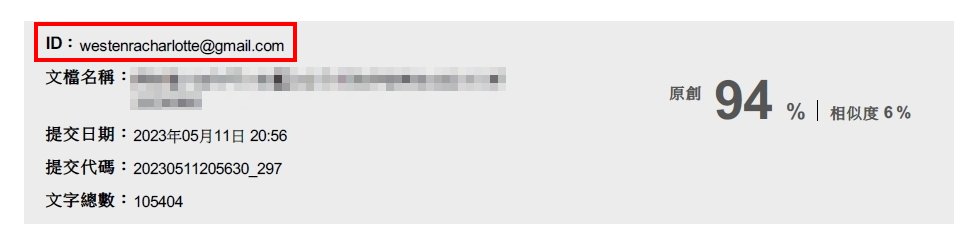 ID：westenracharlotte@gmail.com
文檔名稱：
原創 94 % | 相似度 6 %
提交日期：2023年05月11日 20:56
提交代碼：20230511205630_297
文字總數：105404